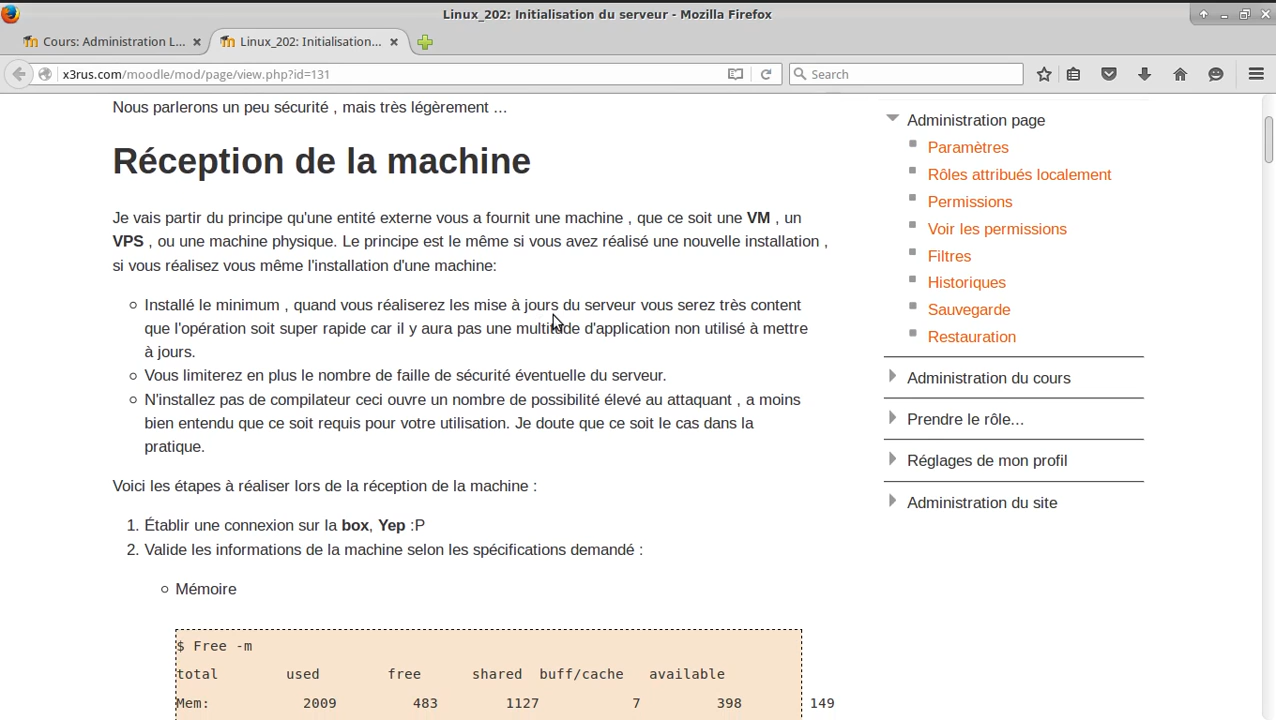 Linux_202: Initialisation du serveur - Mozilla Firefox
Cours: Administration L...
Linux_202: Initialisation...
x3rus.com/moodle/mod/page/view.php?id=131
Search
Nous parlerons un peu sécurité , mais très légèrement ...
Réception de la machine
Je vais partir du principe qu'une entité externe vous a fournit une machine , que ce soit une VM , un
VPS , ou une machine physique. Le principe est le même si vous avez réalisé une nouvelle installation ,
si vous réalisez vous même l'installation d'une machine:
Installé le minimum , quand vous réaliserez les mise à jours du serveur vous serez très content
que l'opération soit super rapide car il y aura pas une multitude d'application non utilisé à mettre
à jours.
Vous limiterez en plus le nombre de faille de sécurité éventuelle du serveur.
N'installez pas de compilateur ceci ouvre un nombre de possibilité élevé au attaquant , a moins
bien entendu que ce soit requis pour votre utilisation. Je doute que ce soit le cas dans la
pratique.
Voici les étapes à réaliser lors de la réception de la machine :
1. Établir une connexion sur la box, Yep :P
2. Valide les informations de la machine selon les spécifications demandé :
Mémoire
$ Free -m
total used free shared buff/cache available
Mem: 2009 483 1127 7 398 149
Administration page
Paramètres
Rôles attribués localement
Permissions
Voir les permissions
Filtres
Historiques
Sauvegarde
Restauration
Administration du cours
Prendre le rôle...
Réglages de mon profil
Administration du site